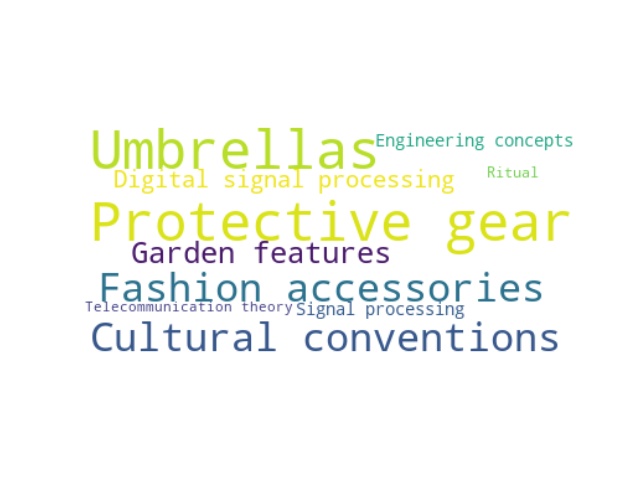 Umbrellas
Engineering concepts
Digital signal processing
Ritual
Protective gear
Garden features
Fashion accessories
Telecommunication theory
Signal processing
Cultural conventions